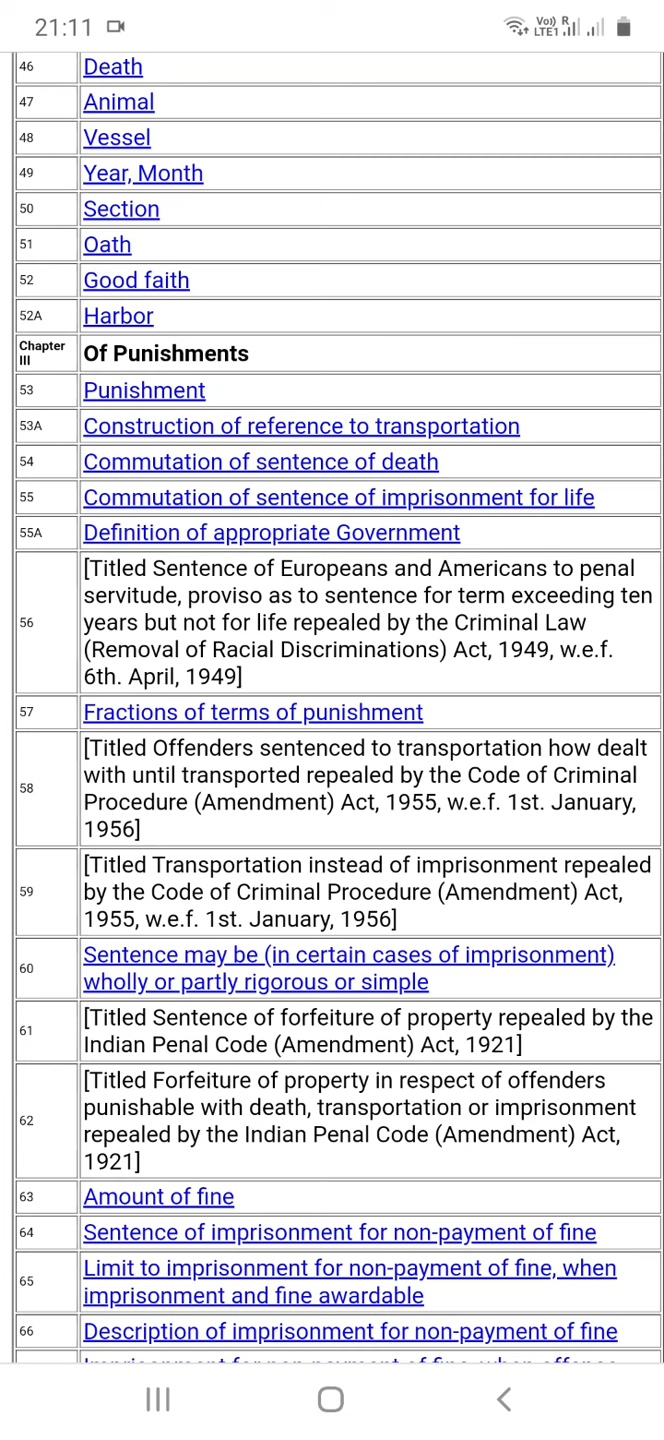 21:11
Vo)) R
LTE1
46 Death
47 Animal
48 Vessel
49 Year, Month
50 Section
51 Oath
52 Good faith
52A Harbor
Chapter III Of Punishments
53 Punishment
53A Construction of reference to transportation
54 Commutation of sentence of death
55 Commutation of sentence of imprisonment for life
55A Definition of appropriate Government
[Titled Sentence of Europeans and Americans to penal
servitude, proviso as to sentence for term exceeding ten
56 years but not for life repealed by the Criminal Law
(Removal of Racial Discriminations) Act, 1949, w.e.f.
6th. April, 1949]
57 Fractions of terms of punishment
[Titled Offenders sentenced to transportation how dealt
58 with until transported repealed by the Code of Criminal
Procedure (Amendment) Act, 1955, w.e.f. 1st. January,
1956]
[Titled Transportation instead of imprisonment repealed
59 by the Code of Criminal Procedure (Amendment) Act,
1955, w.e.f. 1st. January, 1956]
60 Sentence may be (in certain cases of imprisonment)
wholly or partly rigorous or simple
61 [Titled Sentence of forfeiture of property repealed by the
Indian Penal Code (Amendment) Act, 1921]
[Titled Forfeiture of property in respect of offenders
62 punishable with death, transportation or imprisonment
repealed by the Indian Penal Code (Amendment) Act,
1921]
63 Amount of fine
64 Sentence of imprisonment for non-payment of fine
65 Limit to imprisonment for non-payment of fine, when
imprisonment and fine awardable
66 Description of imprisonment for non-payment of fine